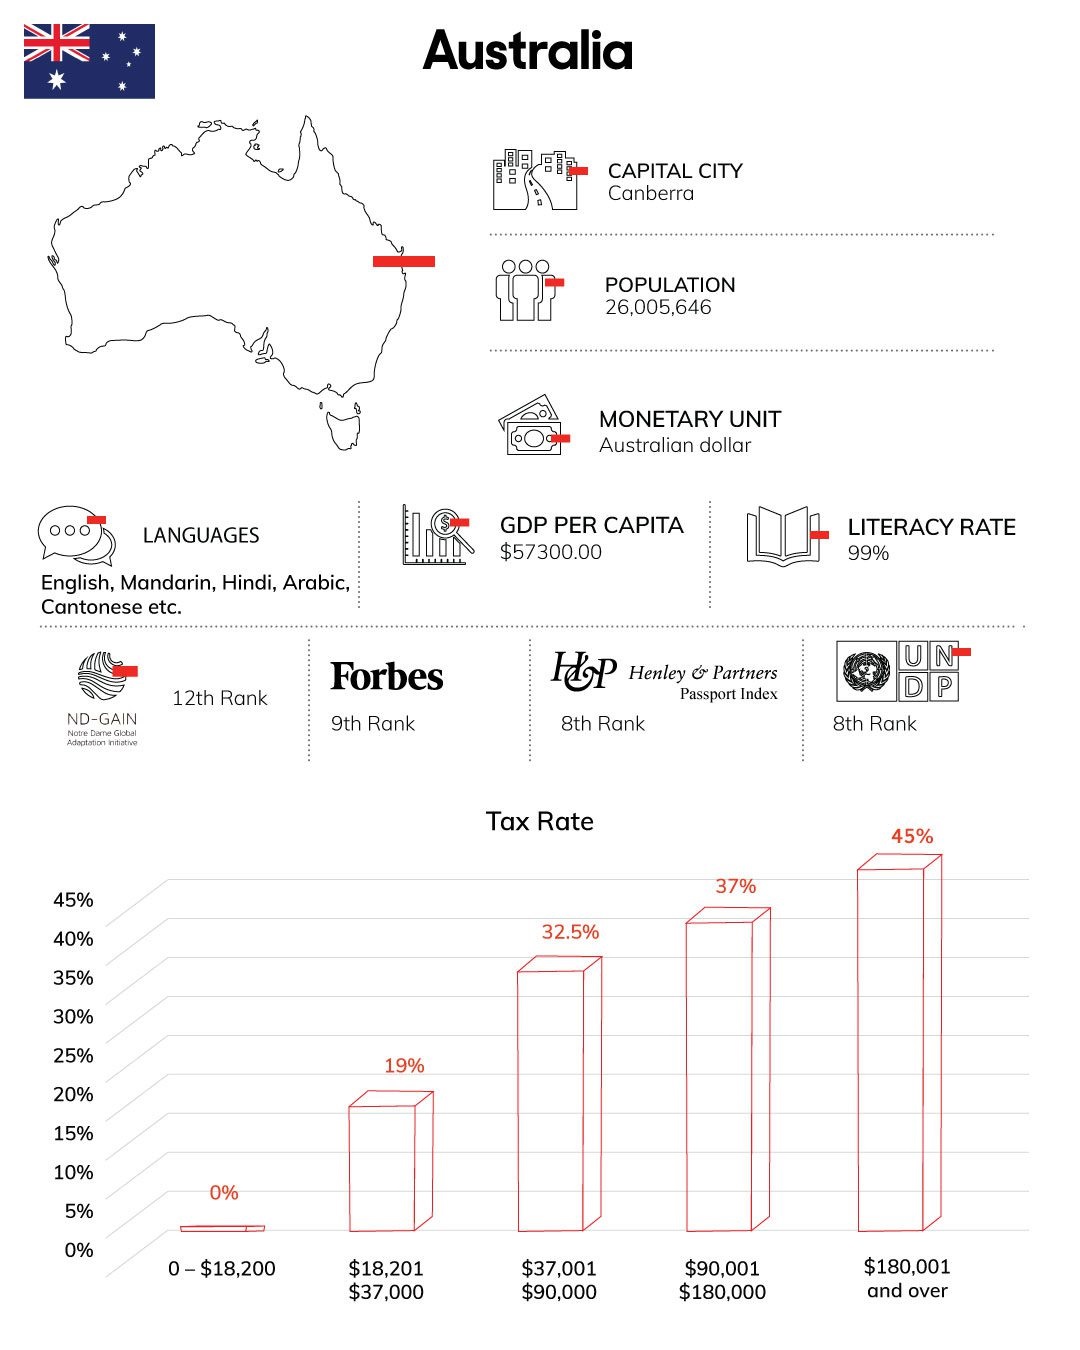 Australia
CAPITAL CITY
Canberra
POPULATION
26,005,646
MONETARY UNIT
Australian dollar
LANGUAGES
English, Mandarin, Hindi, Arabic,
Cantonese etc.
GDP PER CAPITA
$57300.00
LITERACY RATE
99%
ND-GAIN
Notre Dame Global
Adaptation Initiative
12th Rank
Forbes
9th Rank
H&P Henley & Partners
Passport Index
8th Rank
UN
DP
8th Rank
Tax Rate
45%
40%
35%
30%
25%
20%
15%
10%
5%
0%
0%
19%
32.5%
37%
45%
0 – $18,200
$18,201
$37,000
$37,001
$90,000
$90,001
$180,000
$180,001
and over